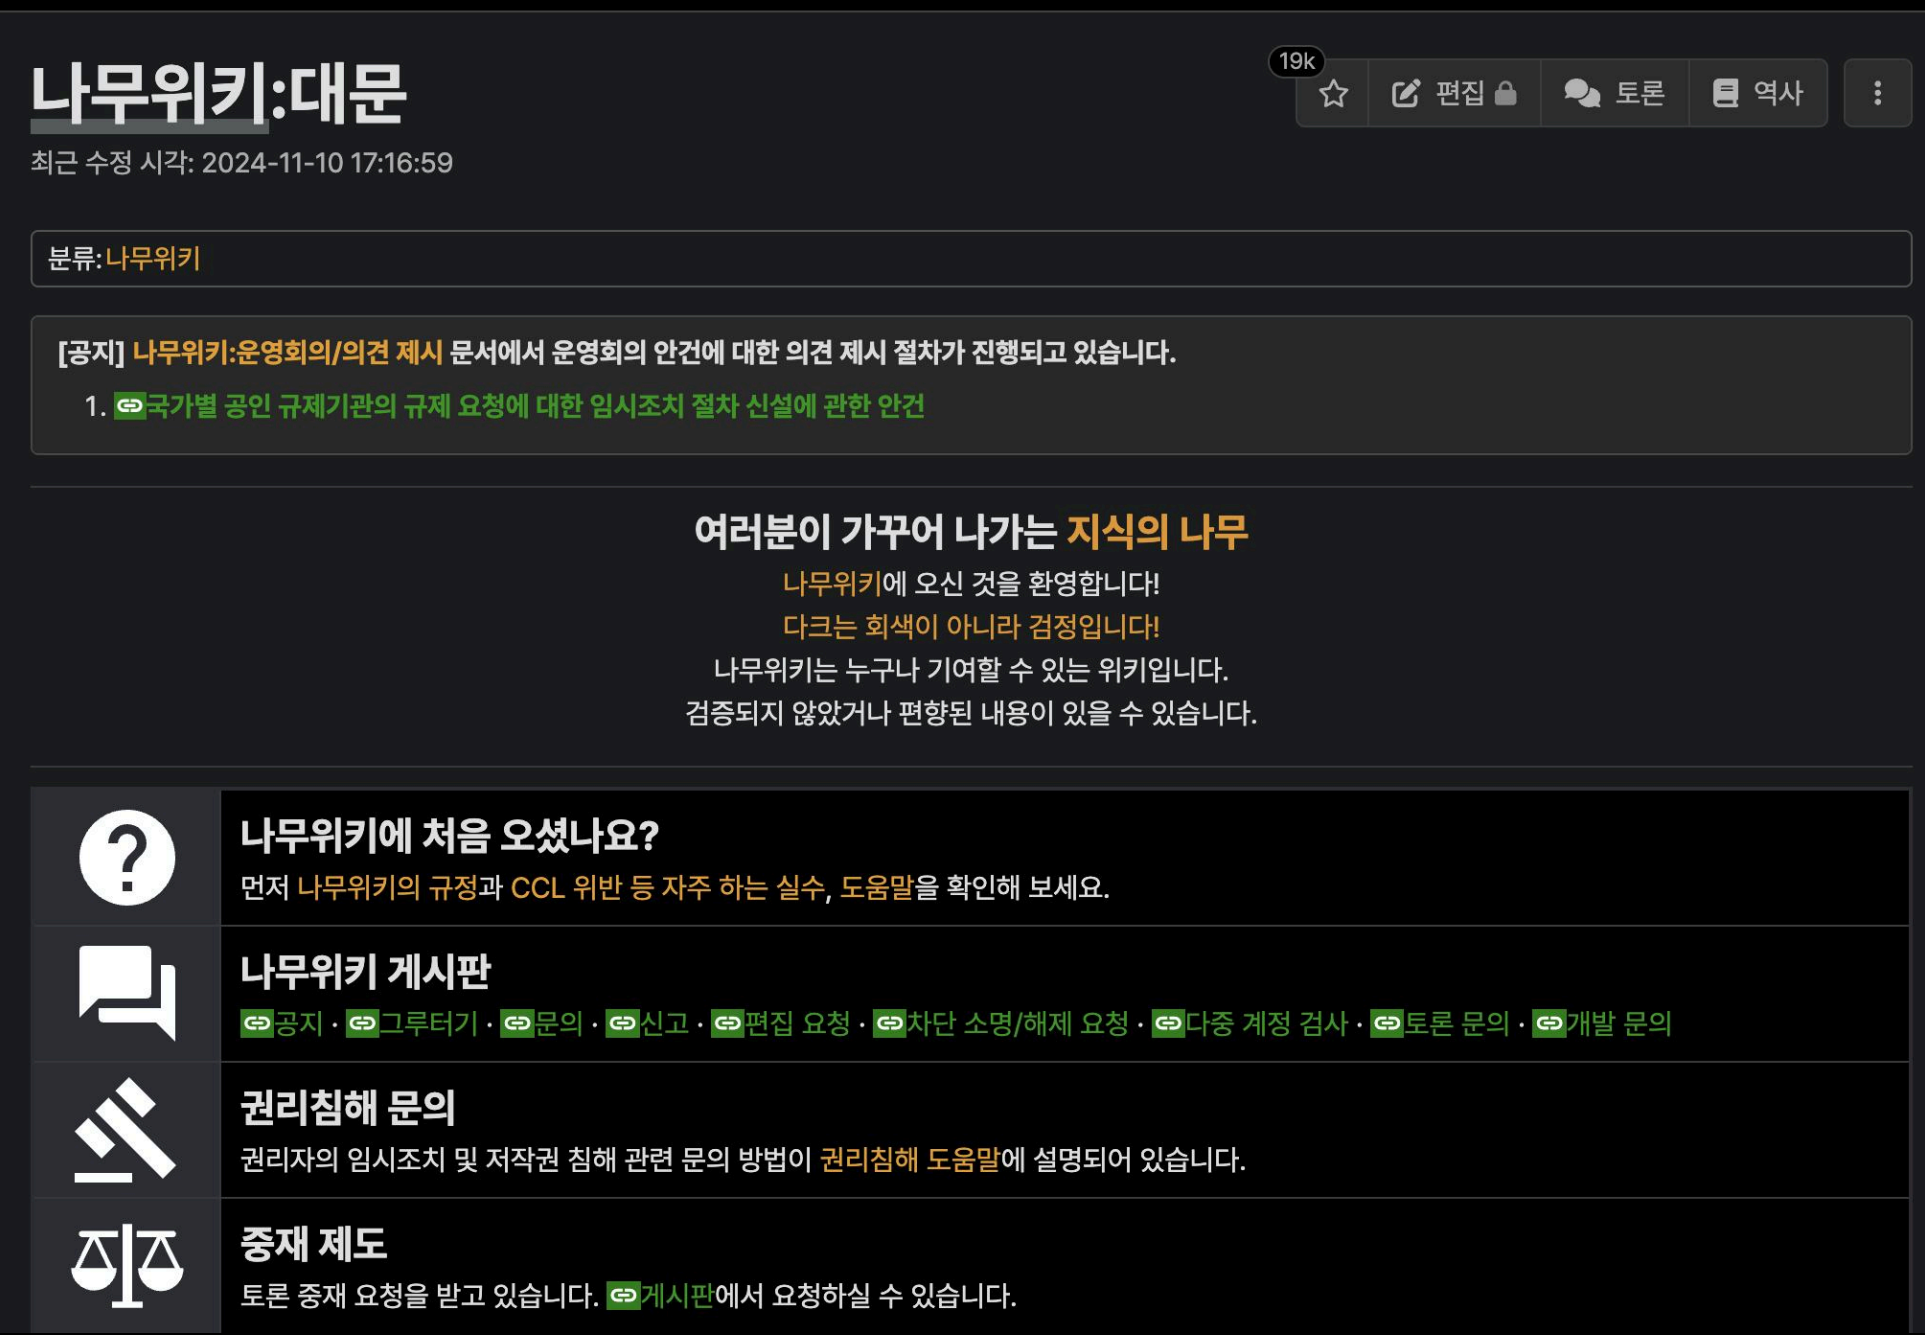 나무위키:대문
19k
편집 토론 역사
최근 수정 시각: 2024-11-10 17:16:59
분류:나무위키
[공지] 나무위키:운영회의/의견 제시 문서에서 운영회의 안건에 대한 의견 제시 절차가 진행되고 있습니다.
1. 국가별 공인 규제기관의 규제 요청에 대한 임시조치 절차 신설에 관한 안건
여러분이 가꾸어 나가는 지식의 나무
나무위키에 오신 것을 환영합니다!
다크는 회색이 아니라 검정입니다!
나무위키는 누구나 기여할 수 있는 위키입니다.
검증되지 않았거나 편향된 내용이 있을 수 있습니다.
나무위키에 처음 오셨나요?
먼저 나무위키의 규정과 CCL 위반 등 자주 하는 실수, 도움말을 확인해 보세요.
나무위키 게시판
공지 · 그루터기 · 문의 · 신고 · 편집 요청 · 차단 소명/해제 요청 · 다중 계정 검사 · 토론 문의 · 개발 문의
권리침해 문의
권리자의 임시조치 및 저작권 침해 관련 문의 방법이 권리침해 도움말에 설명되어 있습니다.
중재 제도
토론 중재 요청을 받고 있습니다. 게시판에서 요청하실 수 있습니다.